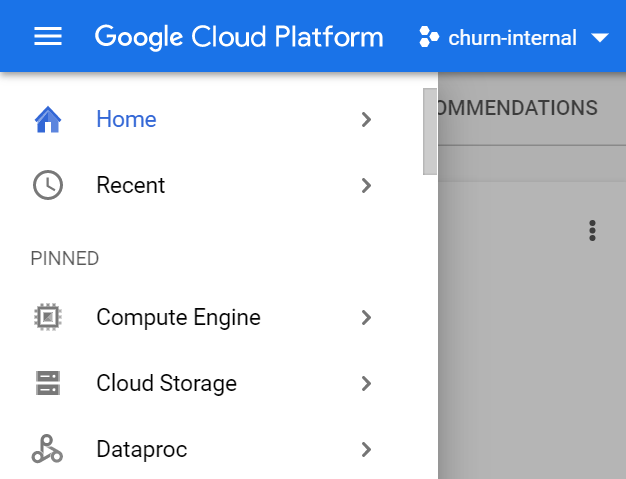 Google Cloud Platform churn-internal
Home
OMMENDATIONS
Recent
PINNED
Compute Engine
Cloud Storage
Dataproc